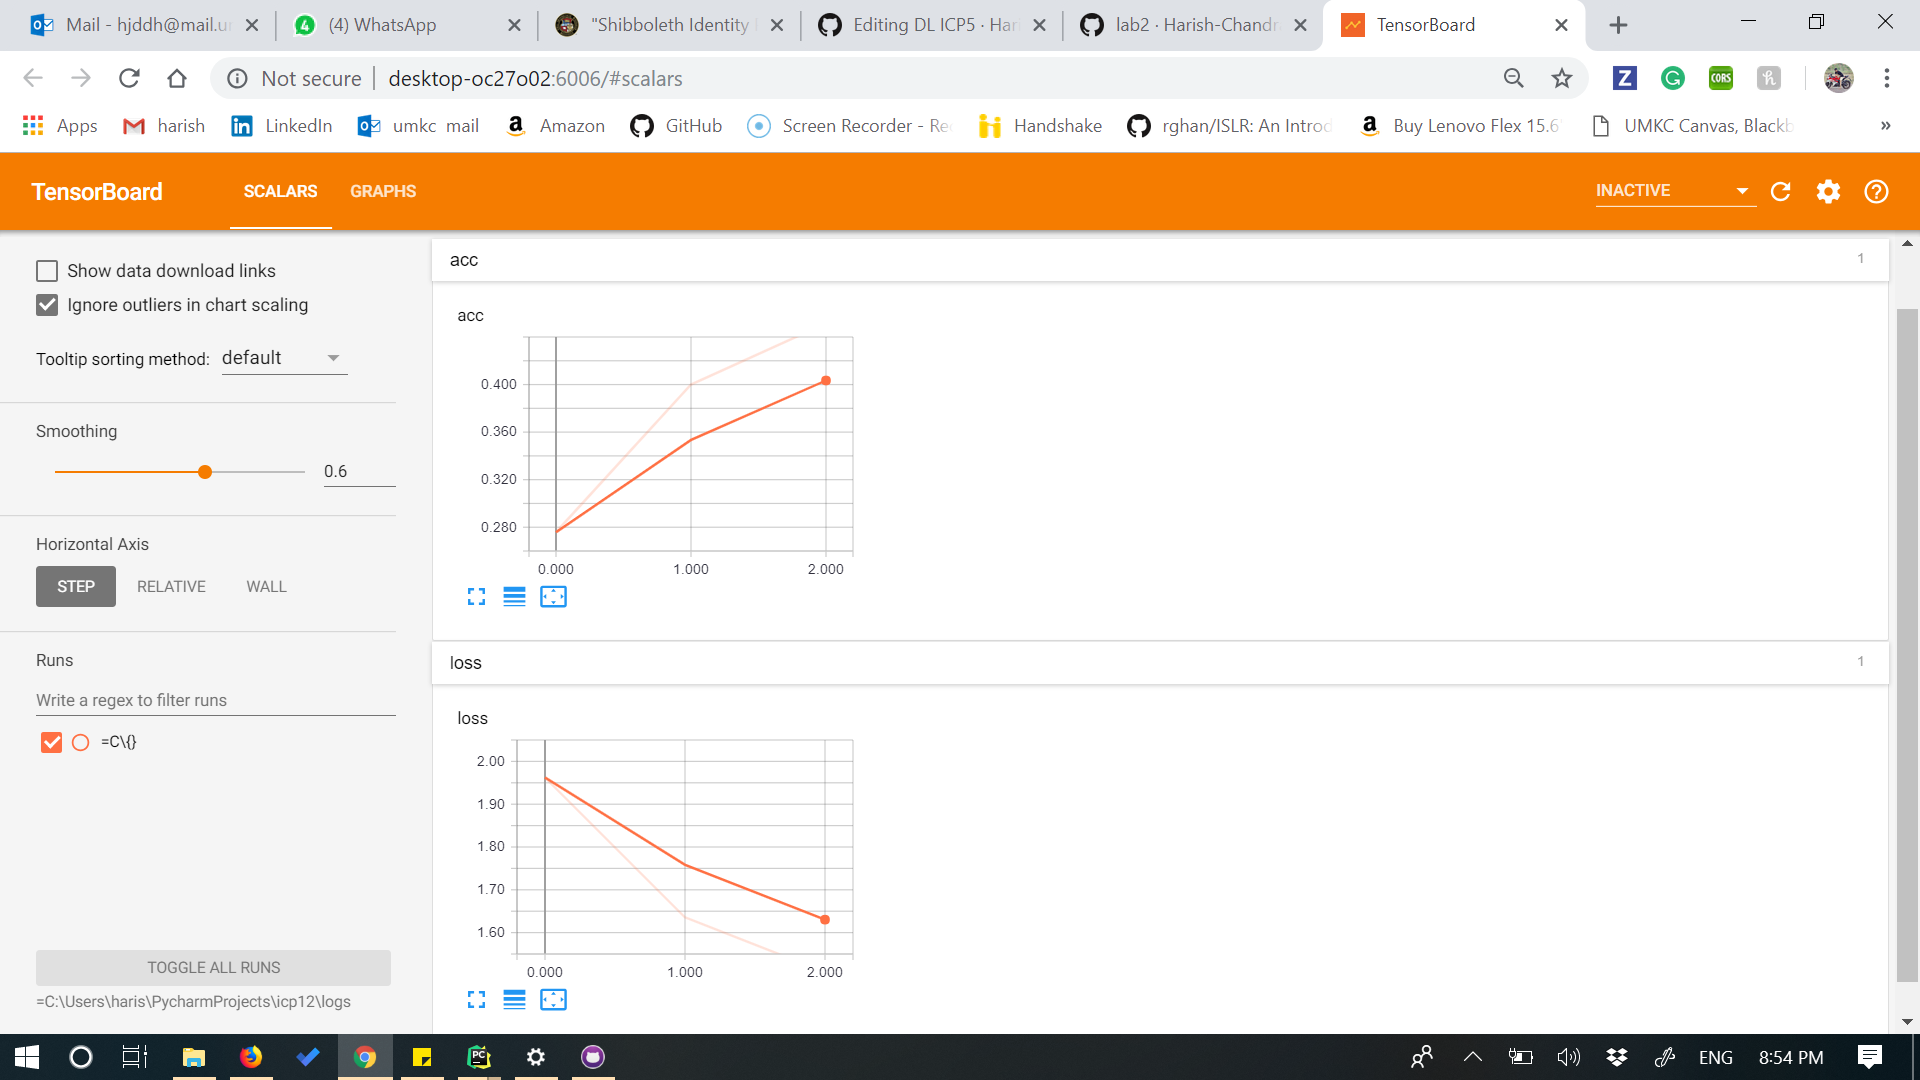 Mail - hjddh@mail.u
(4) WhatsApp
"Shibboleth Identity
Editing DL ICP5 · Har
lab2 · Harish-Chandr
TensorBoard
Not secure | desktop-oc27o02:6006/#scalars
Apps
harish
LinkedIn
umkc mail
Amazon
GitHub
Screen Recorder - Re
Handshake
rghan/ISLR: An Introd
Buy Lenovo Flex 15.6
UMKC Canvas, Blackb
»
TensorBoard
SCALARS
GRAPHS
INACTIVE
Show data download links
Ignore outliers in chart scaling
Tooltip sorting method: default
Smoothing
0.6
Horizontal Axis
STEP
RELATIVE
WALL
Runs
Write a regex to filter runs
=C\{}
TOGGLE ALL RUNS
=C:\Users\haris\PycharmProjects\icp12\logs
acc
1
acc
0.400
0.360
0.320
0.280
0.000
1.000
2.000
loss
1
loss
2.00
1.90
1.80
1.70
1.60
0.000
1.000
2.000
ENG
8:54 PM